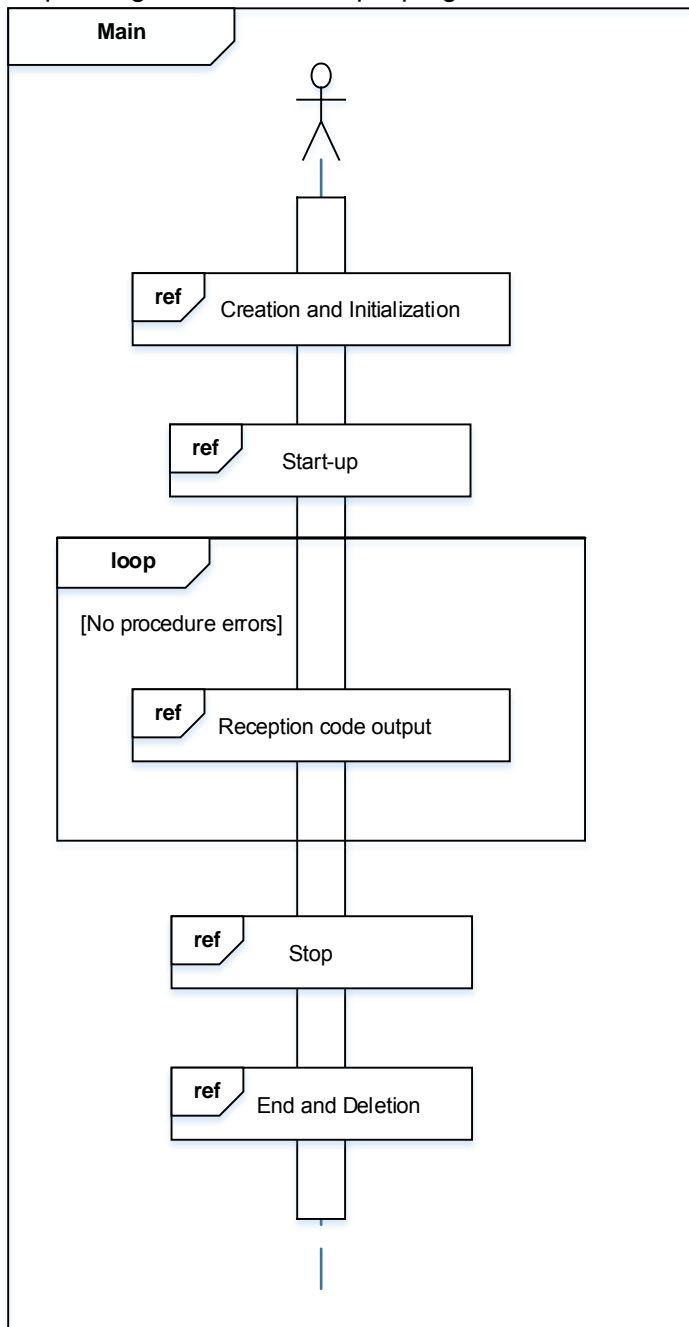 Main
ref
Creation and Initialization
ref
Start-up
loop
[No procedure errors]
ref
Reception code output
ref
Stop
ref
End and Deletion